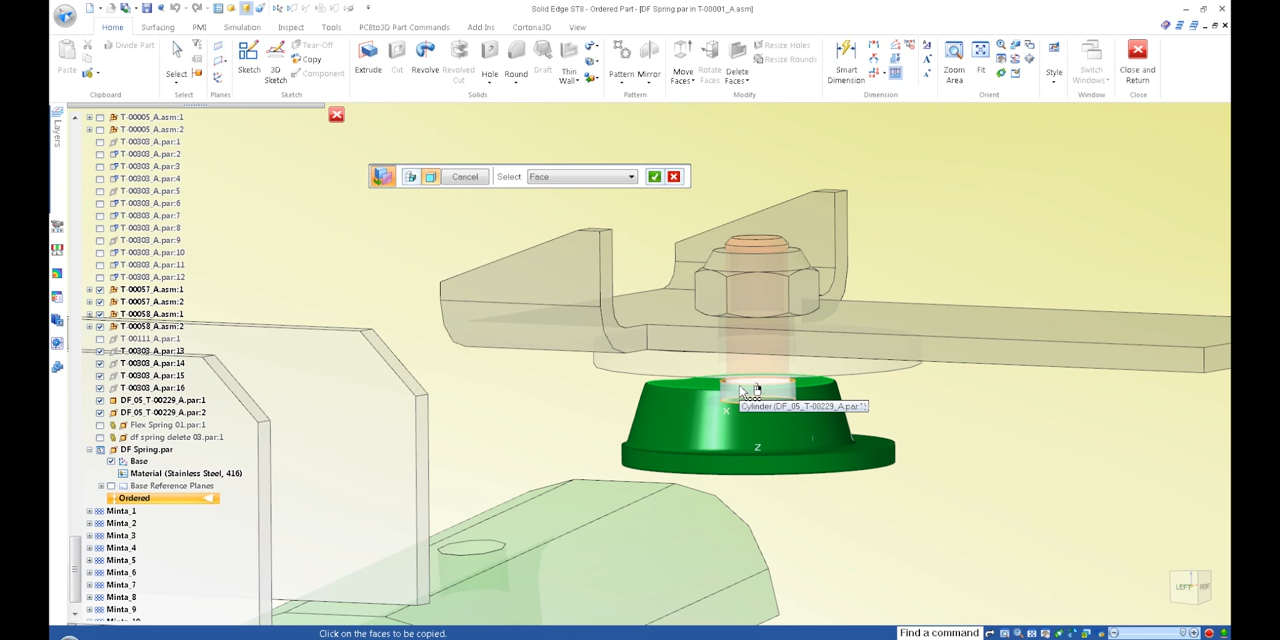 Solid Edge ST8 - Ordered Part - [DF Spring.par in T-00001_A.asm]
Home
Surfacing
PMI
Simulation
Inspect
Tools
PC8to3D Part Commands
Add Ins
Cortona3D
View
Paste
Divide Part
Select
Sketch
3D Sketch
Tear-Off
Copy
Component
Extrude
Cut
Revolve
Revolved Cut
Hole
Round
Draft
Thin Wall
Pattern
Mirror
Move Faces
Rotate Faces
Delete Faces
Resize Holes
Resize Rounds
Smart Dimension
Zoom Area
Fit
Style
Switch Windows
Close and Return
Clipboard
Select
Planes
Sketch
Solids
Pattern
Modify
Dimension
Orient
Window
Close
Layers
T-00005_A.asm:1
T-00005_A.asm:2
T-00303_A.par:1
T-00303_A.par:2
T-00303_A.par:3
T-00303_A.par:4
T-00303_A.par:5
T-00303_A.par:6
T-00303_A.par:7
T-00303_A.par:8
T-00303_A.par:9
T-00303_A.par:10
T-00303_A.par:11
T-00303_A.par:12
T-00057_A.asm:1
T-00057_A.asm:2
T-00058_A.asm:1
T-00058_A.asm:2
T-00111_A.par:1
T-00303_A.par:13
T-00303_A.par:14
T-00303_A.par:15
T-00303_A.par:16
DF_05_T-00229_A.par:1
DF_05_T-00229_A.par:2
Flex Spring 01.par:1
df spring delete 03.par:1
DF Spring.par
Base
Material (Stainless Steel, 416)
Base Reference Planes
Ordered
Minta_1
Minta_2
Minta_3
Minta_4
Minta_5
Minta_6
Minta_7
Minta_8
Minta_9
Cancel
Select
Face
Cylinder (DF_05_T-00229_A.par:1)
X
Z
LEFT
Click on the faces to be copied.
Find a command